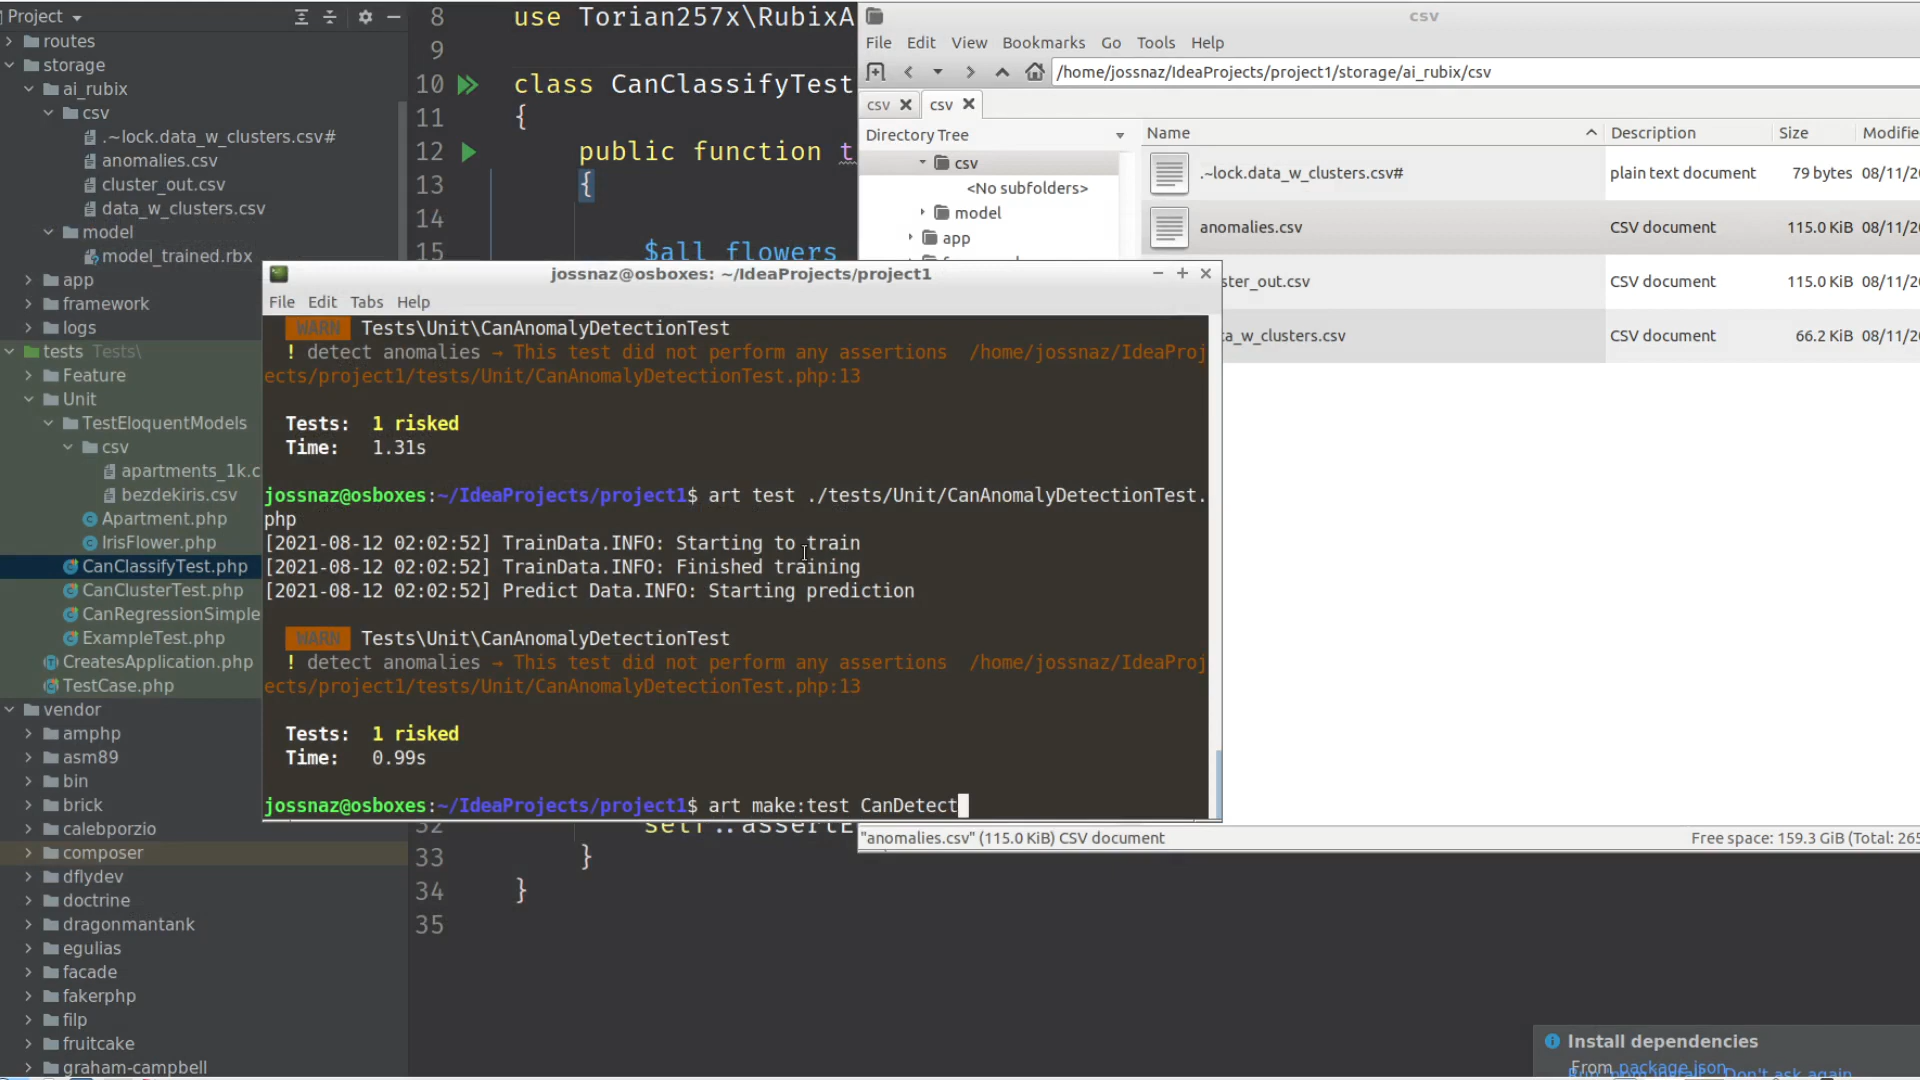 Project
routes
storage
ai_rubix
csv
.~lock.data_w_clusters.csv#
anomalies.csv
cluster_out.csv
data_w_clusters.csv
model
model_trained.rbx
app
framework
logs
tests Tests\
Feature
Unit
TestEloquentModels
csv
apartments_1k.c
bezdekiris.csv
Apartment.php
IrisFlower.php
CanClassifyTest.php
CanClusterTest.php
CanRegressionSimple
ExampleTest.php
CreatesApplication.php
TestCase.php
vendor
amphp
asm89
bin
brick
calebporzio
composer
dflydev
doctrine
dragonmantank
egulias
facade
fakerphp
filp
fruitcake
graham-campbell
8 use Torian257x\RubixA
9
10 class CanClassifyTest
11 {
12 public function t
13 {
14
15 $all_flowers
33 }
34 }
35
csv
File Edit View Bookmarks Go Tools Help
/home/jossnaz/IdeaProjects/project1/storage/ai_rubix/csv
csv csv
Directory Tree
csv
<No subfolders>
model
app
Name Description Size Modifie
.~lock.data_w_clusters.csv# plain text document 79 bytes 08/11/20
anomalies.csv CSV document 115.0 KiB 08/11/20
ster_out.csv CSV document 115.0 KiB 08/11/20
ta_w_clusters.csv CSV document 66.2 KiB 08/11/20
"anomalies.csv" (115.0 KiB) CSV document Free space: 159.3 GiB (Total: 265
jossnaz@osboxes: ~/IdeaProjects/project1
File Edit Tabs Help
WARN Tests\Unit\CanAnomalyDetectionTest
! detect anomalies → This test did not perform any assertions /home/jossnaz/IdeaProj
ects/project1/tests/Unit/CanAnomalyDetectionTest.php:13
Tests: 1 risked
Time: 1.31s
jossnaz@osboxes:~/IdeaProjects/project1$ art test ./tests/Unit/CanAnomalyDetectionTest.
php
[2021-08-12 02:02:52] TrainData.INFO: Starting to train
[2021-08-12 02:02:52] TrainData.INFO: Finished training
[2021-08-12 02:02:52] Predict Data.INFO: Starting prediction
WARN Tests\Unit\CanAnomalyDetectionTest
! detect anomalies → This test did not perform any assertions /home/jossnaz/IdeaProj
ects/project1/tests/Unit/CanAnomalyDetectionTest.php:13
Tests: 1 risked
Time: 0.99s
jossnaz@osboxes:~/IdeaProjects/project1$ art make:test CanDetect
Install dependencies
From package.json
Run 'npm install' Don't ask again